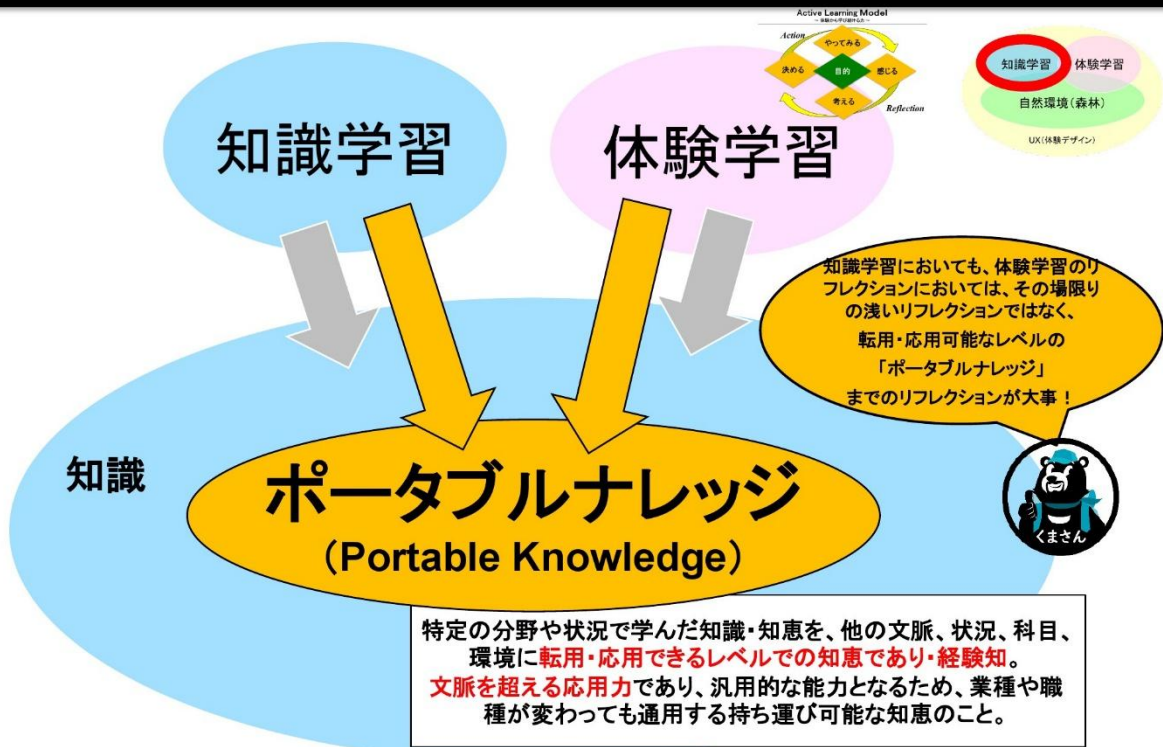 Active Learning Model
Action
やってみる
決める
目的
感じる
考える
Reflection
知識学習
体験学習
自然環境(森林)
UX(体験デザイン)
知識学習
体験学習
知識学習においても、体験学習のリ
フレクションにおいては、その場限り
の浅いリフレクションではなく、
転用・応用可能なレベルの
「ポータブルナレッジ」
までのリフレクションが大事!
知識
ポータブルナレッジ
(Portable Knowledge)
くまさん
特定の分野や状況で学んだ知識・知恵を、他の文脈、状況、科目、
環境に転用・応用できるレベルでの知恵であり・経験知。
文脈を超える応用力であり、汎用的な能力となるため、業種や職
種が変わっても通用する持ち運び可能な知恵のこと。